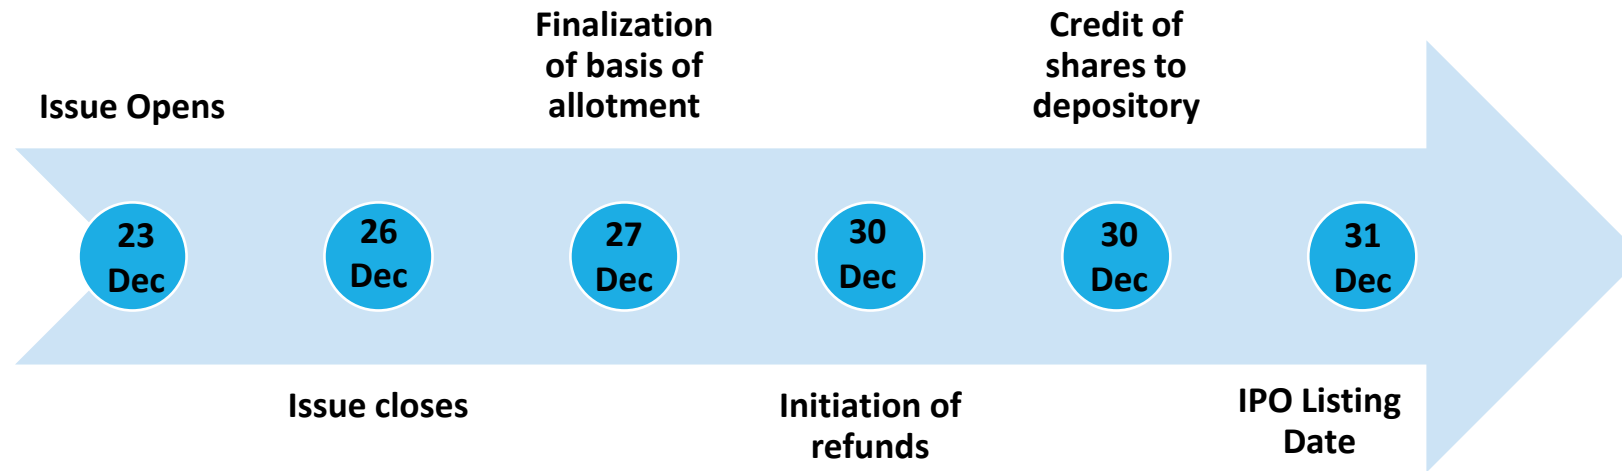 Finalization
of basis of
allotment
Credit of
shares to
depository
Issue Opens
23
Dec
26
Dec
27
Dec
30
Dec
30
Dec
31
Dec
Issue closes
Initiation of
refunds
IPO Listing
Date